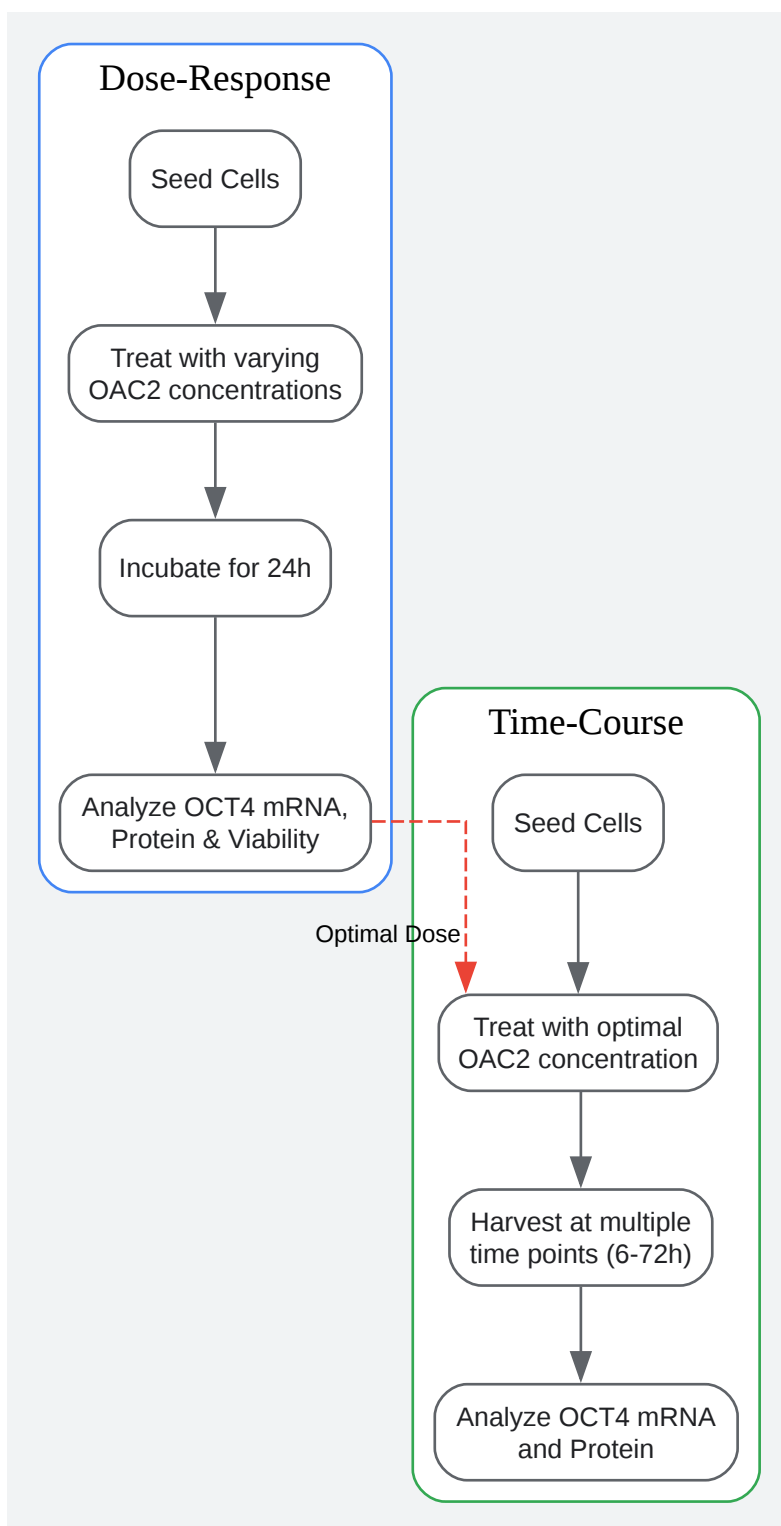 Dose-Response
Seed Cells
Treat with varying
OAC2 concentrations
Incubate for 24h
Analyze OCT4 mRNA,
Protein & Viability
Optimal Dose
Time-Course
Seed Cells
Treat with optimal
OAC2 concentration
Harvest at multiple
time points (6-72h)
Analyze OCT4 mRNA
and Protein